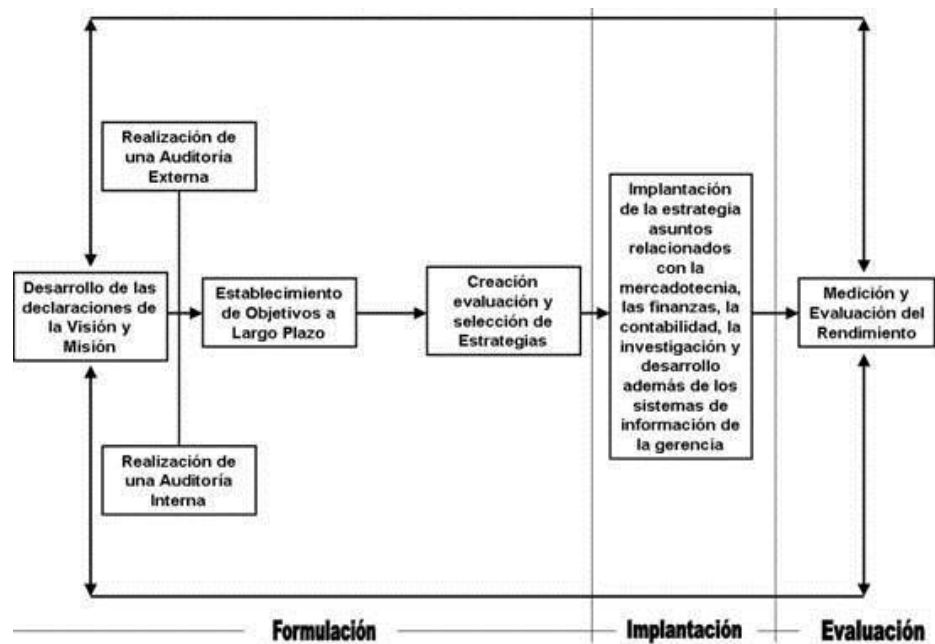 Realización de
una Auditoría
Externa
Desarrollo de las
declaraciones de
la Visión y
Misión
Establecimiento
de Objetivos a
Largo Plazo
Creación
evaluación y
selección de
Estrategias
Implantación
de la estrategia
asuntos
relacionados
con la
mercadotecnia,
las finanzas, la
contabilidad, la
investigación y
desarrollo
además de los
sistemas de
información de
la gerencia
Medición y
Evaluación del
Rendimiento
Realización de
una Auditoría
Interna
Formulación
Implantación
Evaluación